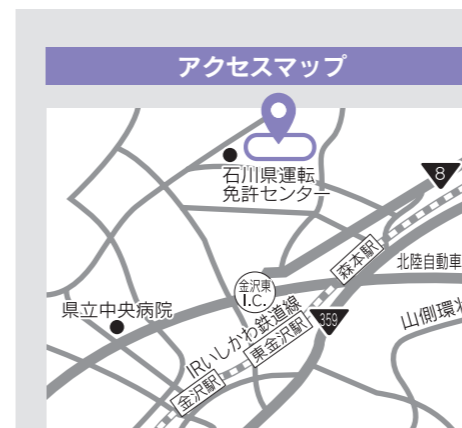 アクセスマップ
石川県運転
免許センター
8
森本駅
北陸自動車
金沢東
I.C.
県立中央病院
IRいしかわ鉄道線
359
山側環状
東金沢駅
金沢駅